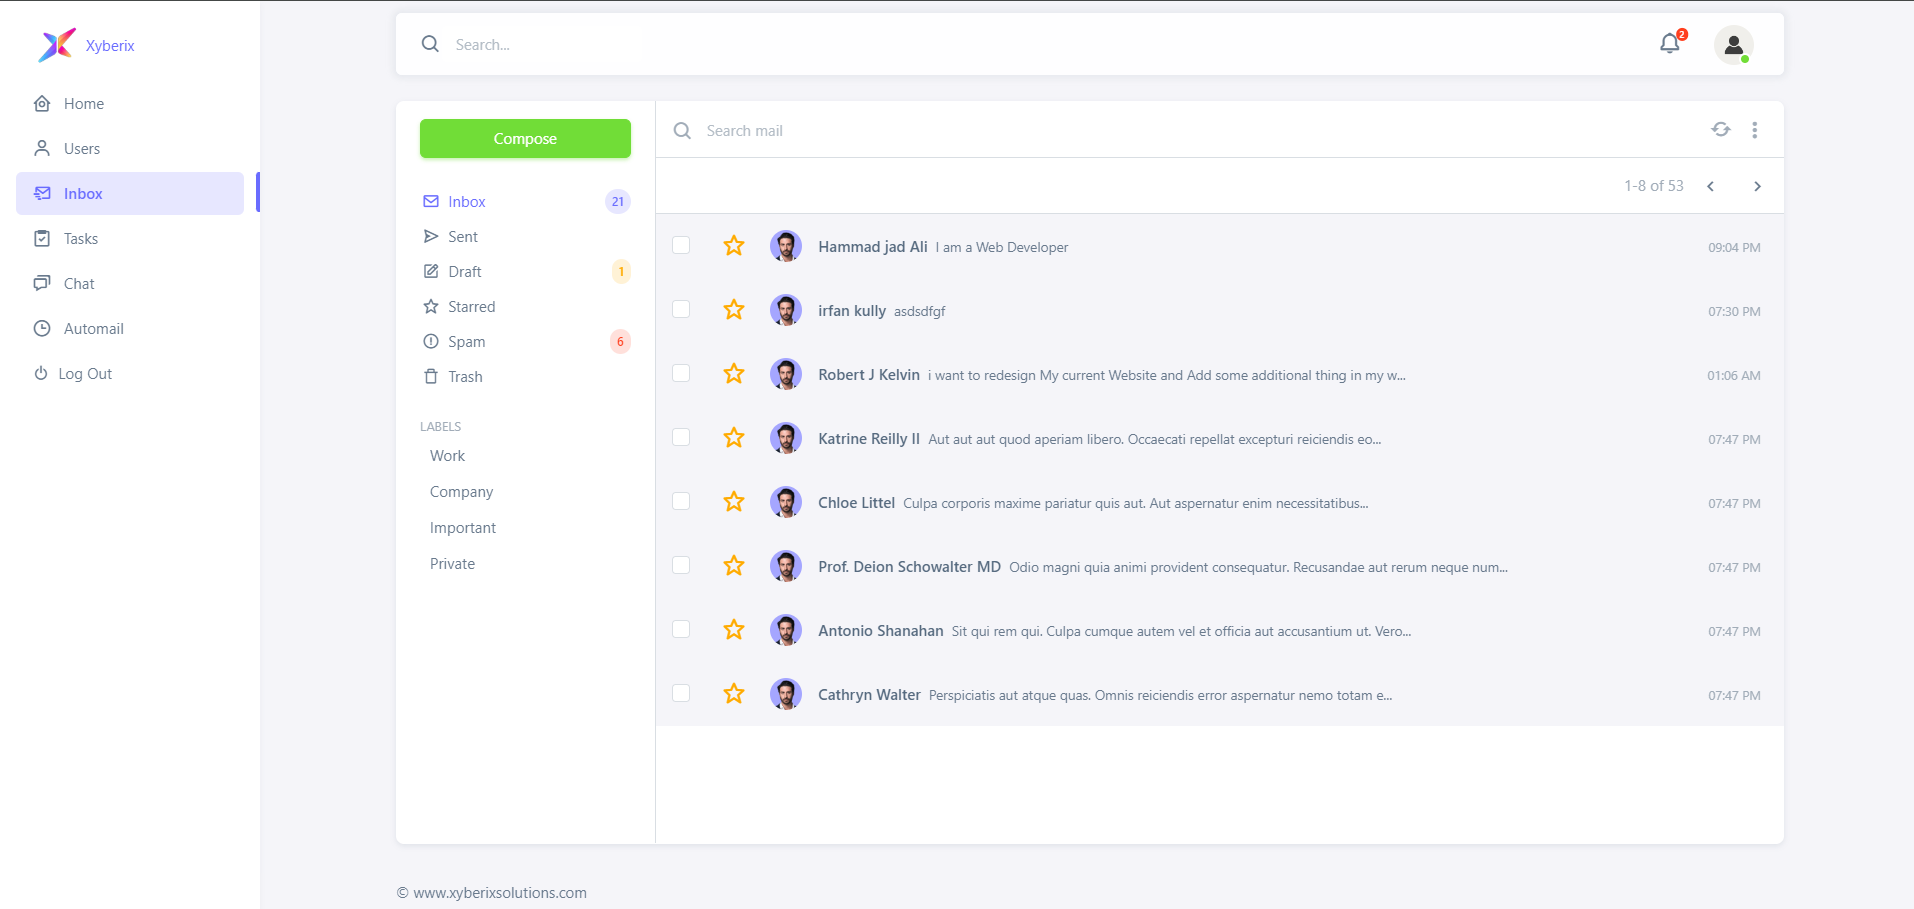 Xyberix
Home
Users
Inbox
Tasks
Chat
Automail
Log Out
Search...
2
Compose
Inbox 21
Sent
Draft 1
Starred
Spam 6
Trash
LABELS
Work
Company
Important
Private
Search mail
1-8 of 53
Hammad jad Ali I am a Web Developer 09:04 PM
irfan kully asdsdfgf 07:30 PM
Robert J Kelvin i want to redesign My current Website and Add some additional thing in my w... 01:06 AM
Katrine Reilly II Aut aut aut quod aperiam libero. Occaecati repellat excepturi reiciendis eo... 07:47 PM
Chloe Littel Culpa corporis maxime pariatur quis aut. Aut aspernatur enim necessitatibus... 07:47 PM
Prof. Deion Schowalter MD Odio magni quia animi provident consequatur. Recusandae aut rerum neque num... 07:47 PM
Antonio Shanahan Sit qui rem qui. Culpa cumque autem vel et officia aut accusantium ut. Vero... 07:47 PM
Cathryn Walter Perspiciatis aut atque quas. Omnis reiciendis error aspernatur nemo totam e... 07:47 PM
© www.xyberixsolutions.com